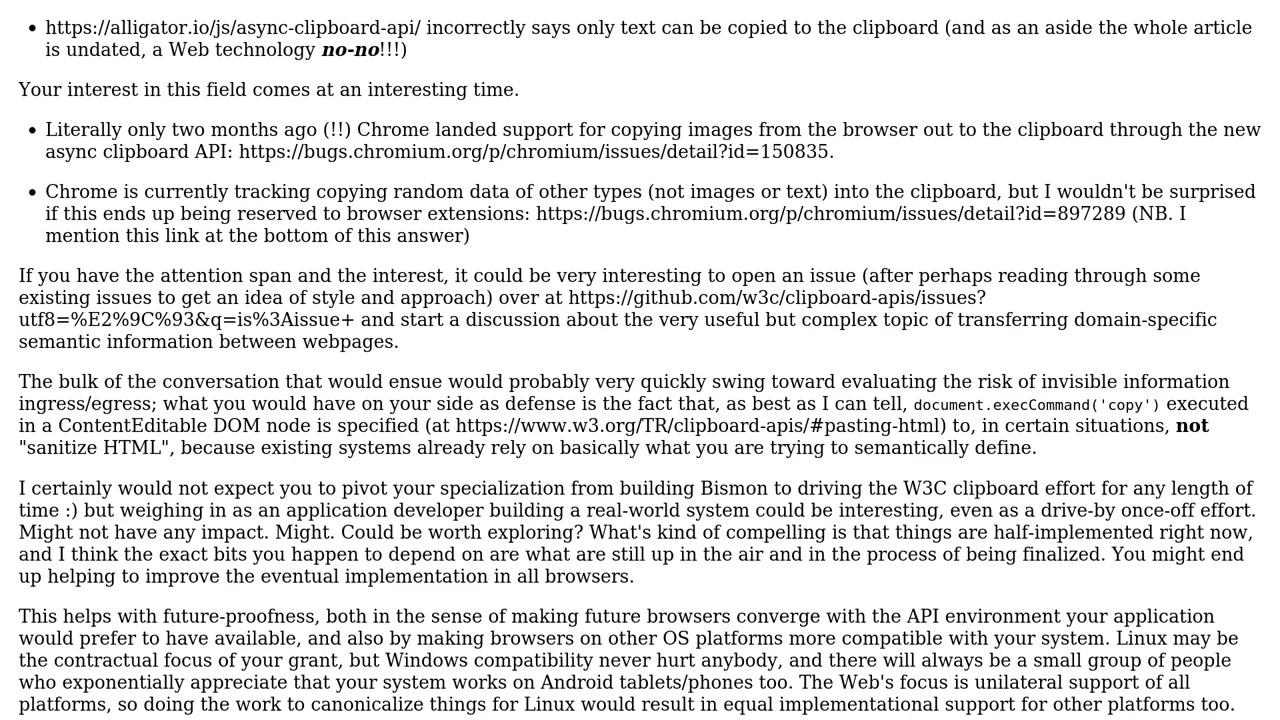 • https://alligator.io/js/async-clipboard-api/ incorrectly says only text can be copied to the clipboard (and as an aside the whole article
is undated, a Web technology no-no!!!)
Your interest in this field comes at an interesting time.
• Literally only two months ago (!!) Chrome landed support for copying images from the browser out to the clipboard through the new
async clipboard API: https://bugs.chromium.org/p/chromium/issues/detail?id=150835.
• Chrome is currently tracking copying random data of other types (not images or text) into the clipboard, but I wouldn't be surprised
if this ends up being reserved to browser extensions: https://bugs.chromium.org/p/chromium/issues/detail?id=897289 (NB. I
mention this link at the bottom of this answer)
If you have the attention span and the interest, it could be very interesting to open an issue (after perhaps reading through some
existing issues to get an idea of style and approach) over at https://github.com/w3c/clipboard-apis/issues?
utf8=%E2%9C%93&q=is%3Aissue+ and start a discussion about the very useful but complex topic of transferring domain-specific
semantic information between webpages.
The bulk of the conversation that would ensue would probably very quickly swing toward evaluating the risk of invisible information
ingress/egress; what you would have on your side as defense is the fact that, as best as I can tell, document.execCommand('copy') executed
in a ContentEditable DOM node is specified (at https://www.w3.org/TR/clipboard-apis/#pasting-html) to, in certain situations, not
"sanitize HTML", because existing systems already rely on basically what you are trying to semantically define.
I certainly would not expect you to pivot your specialization from building Bismon to driving the W3C clipboard effort for any length of
time :) but weighing in as an application developer building a real-world system could be interesting, even as a drive-by once-off effort.
Might not have any impact. Might. Could be worth exploring? What's kind of compelling is that things are half-implemented right now,
and I think the exact bits you happen to depend on are what are still up in the air and in the process of being finalized. You might end
up helping to improve the eventual implementation in all browsers.
This helps with future-proofness, both in the sense of making future browsers converge with the API environment your application
would prefer to have available, and also by making browsers on other OS platforms more compatible with your system. Linux may be
the contractual focus of your grant, but Windows compatibility never hurt anybody, and there will always be a small group of people
who exponentially appreciate that your system works on Android tablets/phones too. The Web's focus is unilateral support of all
platforms, so doing the work to canonicalize things for Linux would result in equal implementational support for other platforms too.